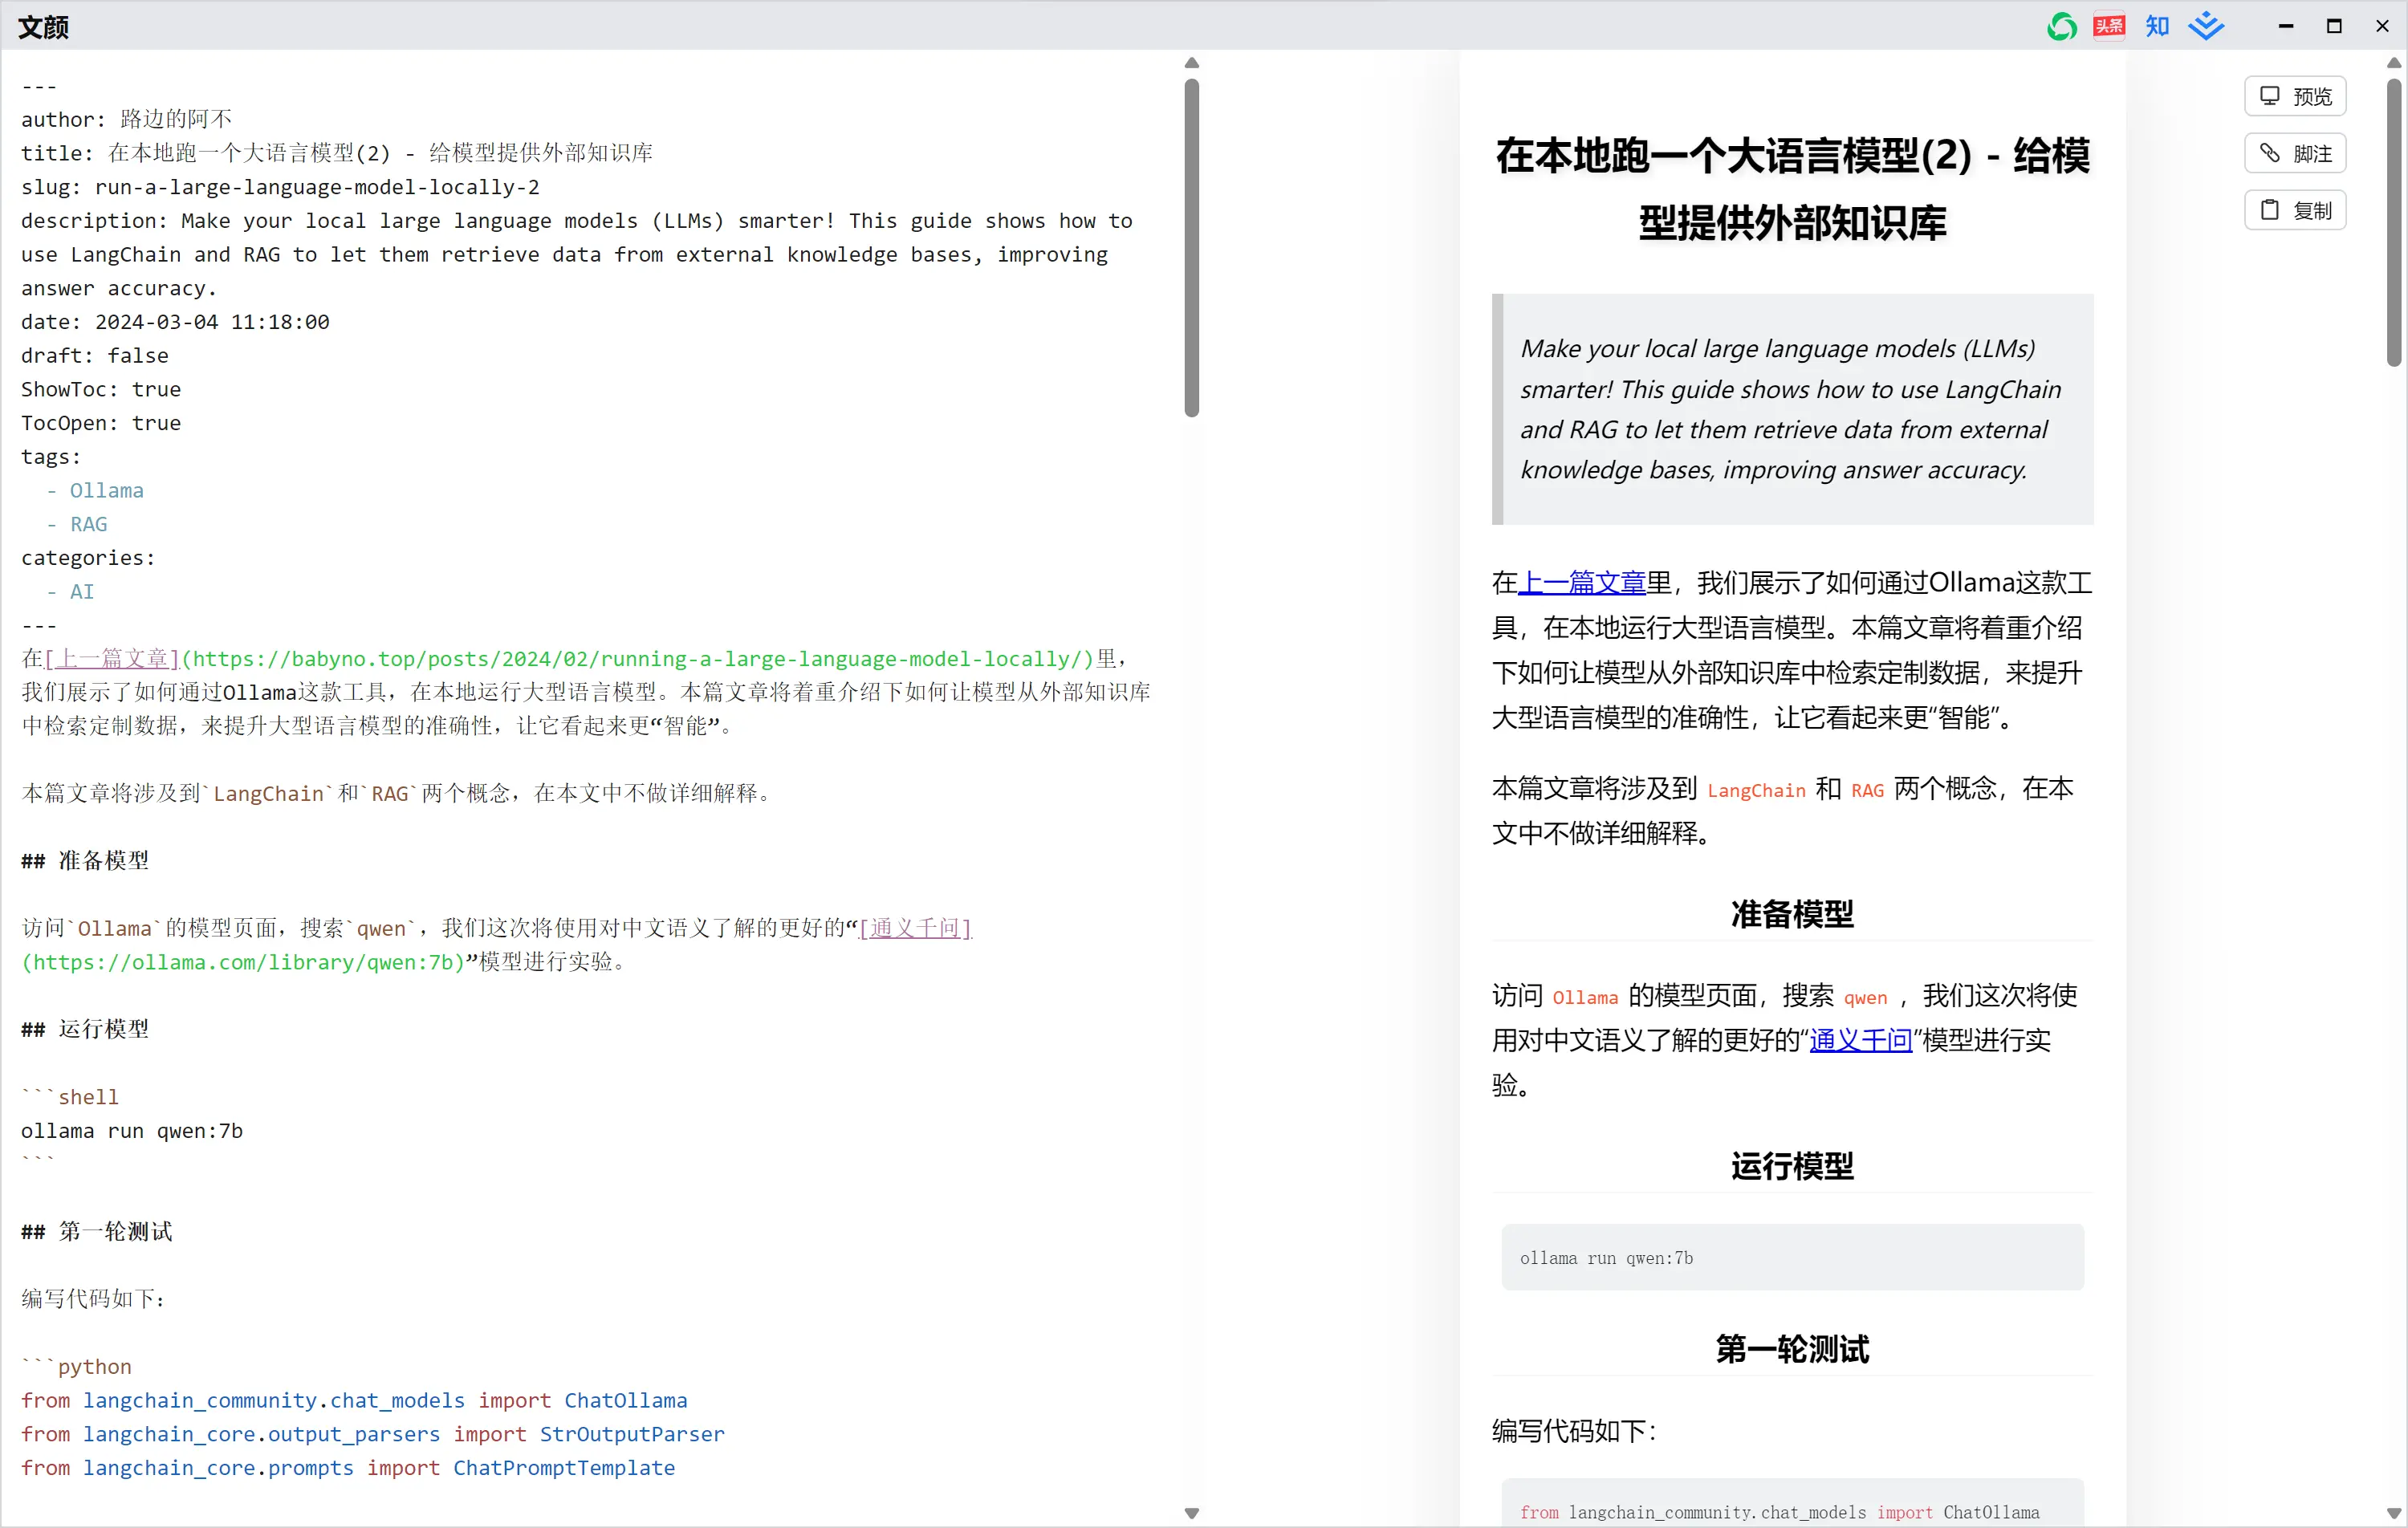 文颜
头条
知
---
author: 路边的阿不
title: 在本地跑一个大语言模型(2) - 给模型提供外部知识库
slug: run-a-large-language-model-locally-2
description: Make your local large language models (LLMs) smarter! This guide shows how to
use LangChain and RAG to let them retrieve data from external knowledge bases, improving
answer accuracy.
date: 2024-03-04 11:18:00
draft: false
ShowToc: true
TocOpen: true
tags:
  - Ollama
  - RAG
categories:
  - AI
---
在[上一篇文章](https://babyno.top/posts/2024/02/running-a-large-language-model-locally/)里，
我们展示了如何通过Ollama这款工具，在本地运行大型语言模型。本篇文章将着重介绍下如何让模型从外部知识库
中检索定制数据，来提升大型语言模型的准确性，让它看起来更“智能”。
本篇文章将涉及到`LangChain`和`RAG`两个概念，在本文中不做详细解释。
## 准备模型
访问`Ollama`的模型页面，搜索`qwen`，我们这次将使用对中文语义了解的更好的“[通义千问]
(https://ollama.com/library/qwen:7b)”模型进行实验。
## 运行模型
```shell
ollama run qwen:7b
```
## 第一轮测试
编写代码如下：
```python
from langchain_community.chat_models import ChatOllama
from langchain_core.output_parsers import StrOutputParser
from langchain_core.prompts import ChatPromptTemplate
在本地跑一个大语言模型(2) - 给模
型提供外部知识库
Make your local large language models (LLMs)
smarter! This guide shows how to use LangChain
and RAG to let them retrieve data from external
knowledge bases, improving answer accuracy.
在上一篇文章里，我们展示了如何通过Ollama这款工
具，在本地运行大型语言模型。本篇文章将着重介绍
下如何让模型从外部知识库中检索定制数据，来提升
大型语言模型的准确性，让它看起来更“智能”。
本篇文章将涉及到 LangChain 和 RAG 两个概念，在本
文中不做详细解释。
准备模型
访问 Ollama 的模型页面，搜索 qwen ，我们这次将使
用对中文语义了解的更好的“通义千问”模型进行实
验。
运行模型
ollama run qwen:7b
第一轮测试
编写代码如下：
from langchain_community.chat_models import ChatOllama
预览
脚注
复制